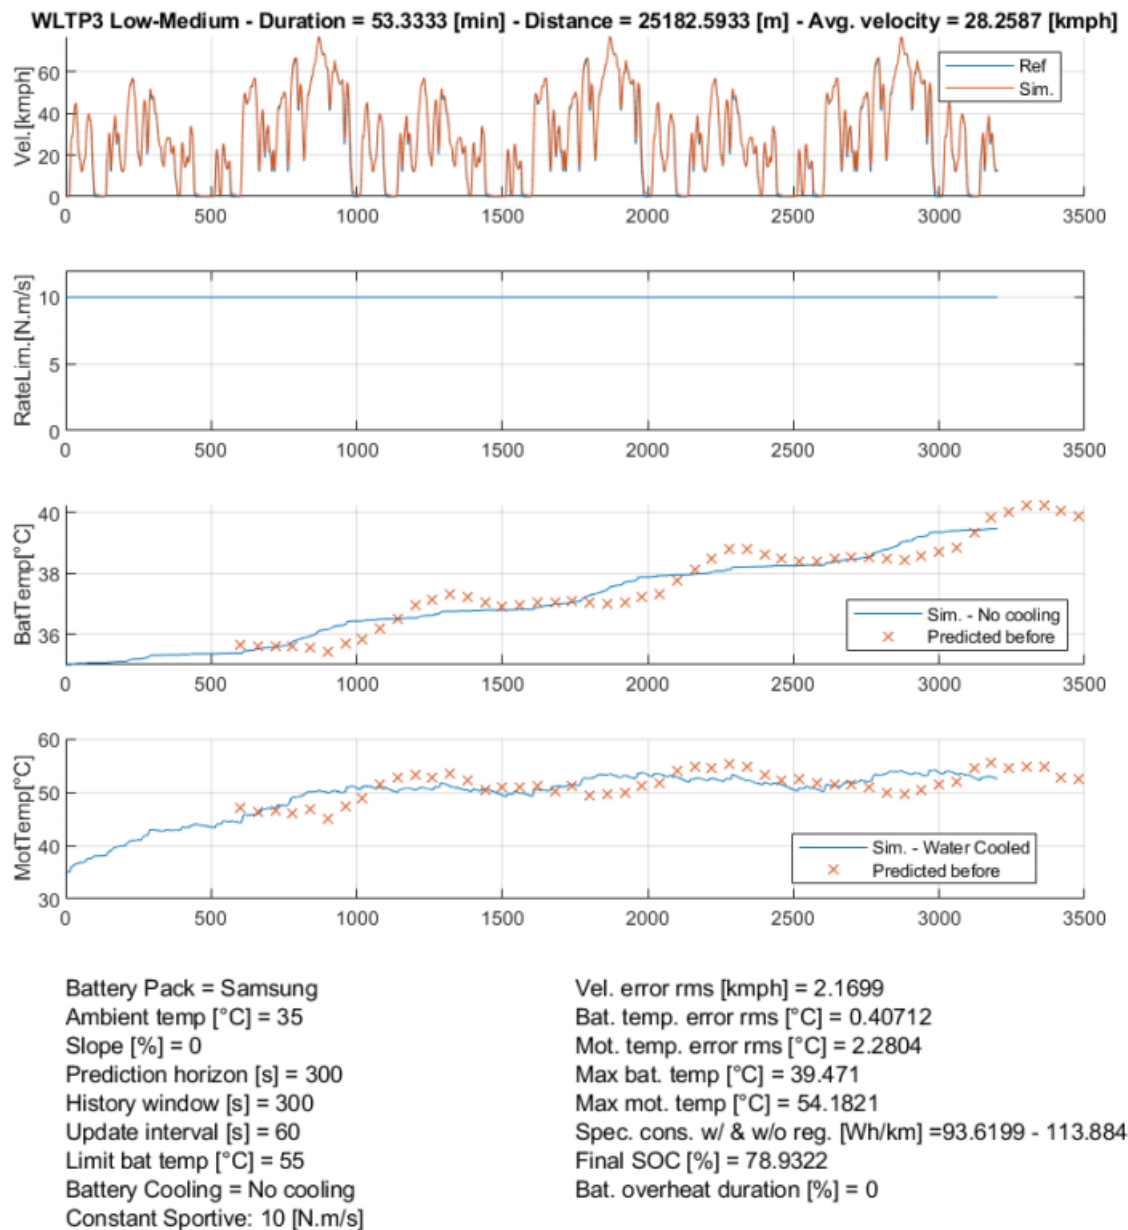 WLTP3 Low-Medium - Duration = 53.3333 [min] - Distance = 25182.5933 [m] - Avg. velocity = 28.2587 [kmph]
Vel.[kmph]
60
40
20
0
Ref
Sim.
0 500 1000 1500 2000 2500 3000 3500
RateLim.[N.m/s]
10
5
0
0 500 1000 1500 2000 2500 3000 3500
BatTemp[°C]
40
38
36
Sim. - No cooling
Predicted before
0 500 1000 1500 2000 2500 3000 3500
MotTemp[°C]
60
50
40
30
Sim. - Water Cooled
Predicted before
0 500 1000 1500 2000 2500 3000 3500
Battery Pack = Samsung
Ambient temp [°C] = 35
Slope [%] = 0
Prediction horizon [s] = 300
History window [s] = 300
Update interval [s] = 60
Limit bat temp [°C] = 55
Battery Cooling = No cooling
Constant Sportive: 10 [N.m/s]
Vel. error rms [kmph] = 2.1699
Bat. temp. error rms [°C] = 0.40712
Mot. temp. error rms [°C] = 2.2804
Max bat. temp [°C] = 39.471
Max mot. temp [°C] = 54.1821
Spec. cons. w/ & w/o reg. [Wh/km] =93.6199 - 113.884
Final SOC [%] = 78.9322
Bat. overheat duration [%] = 0